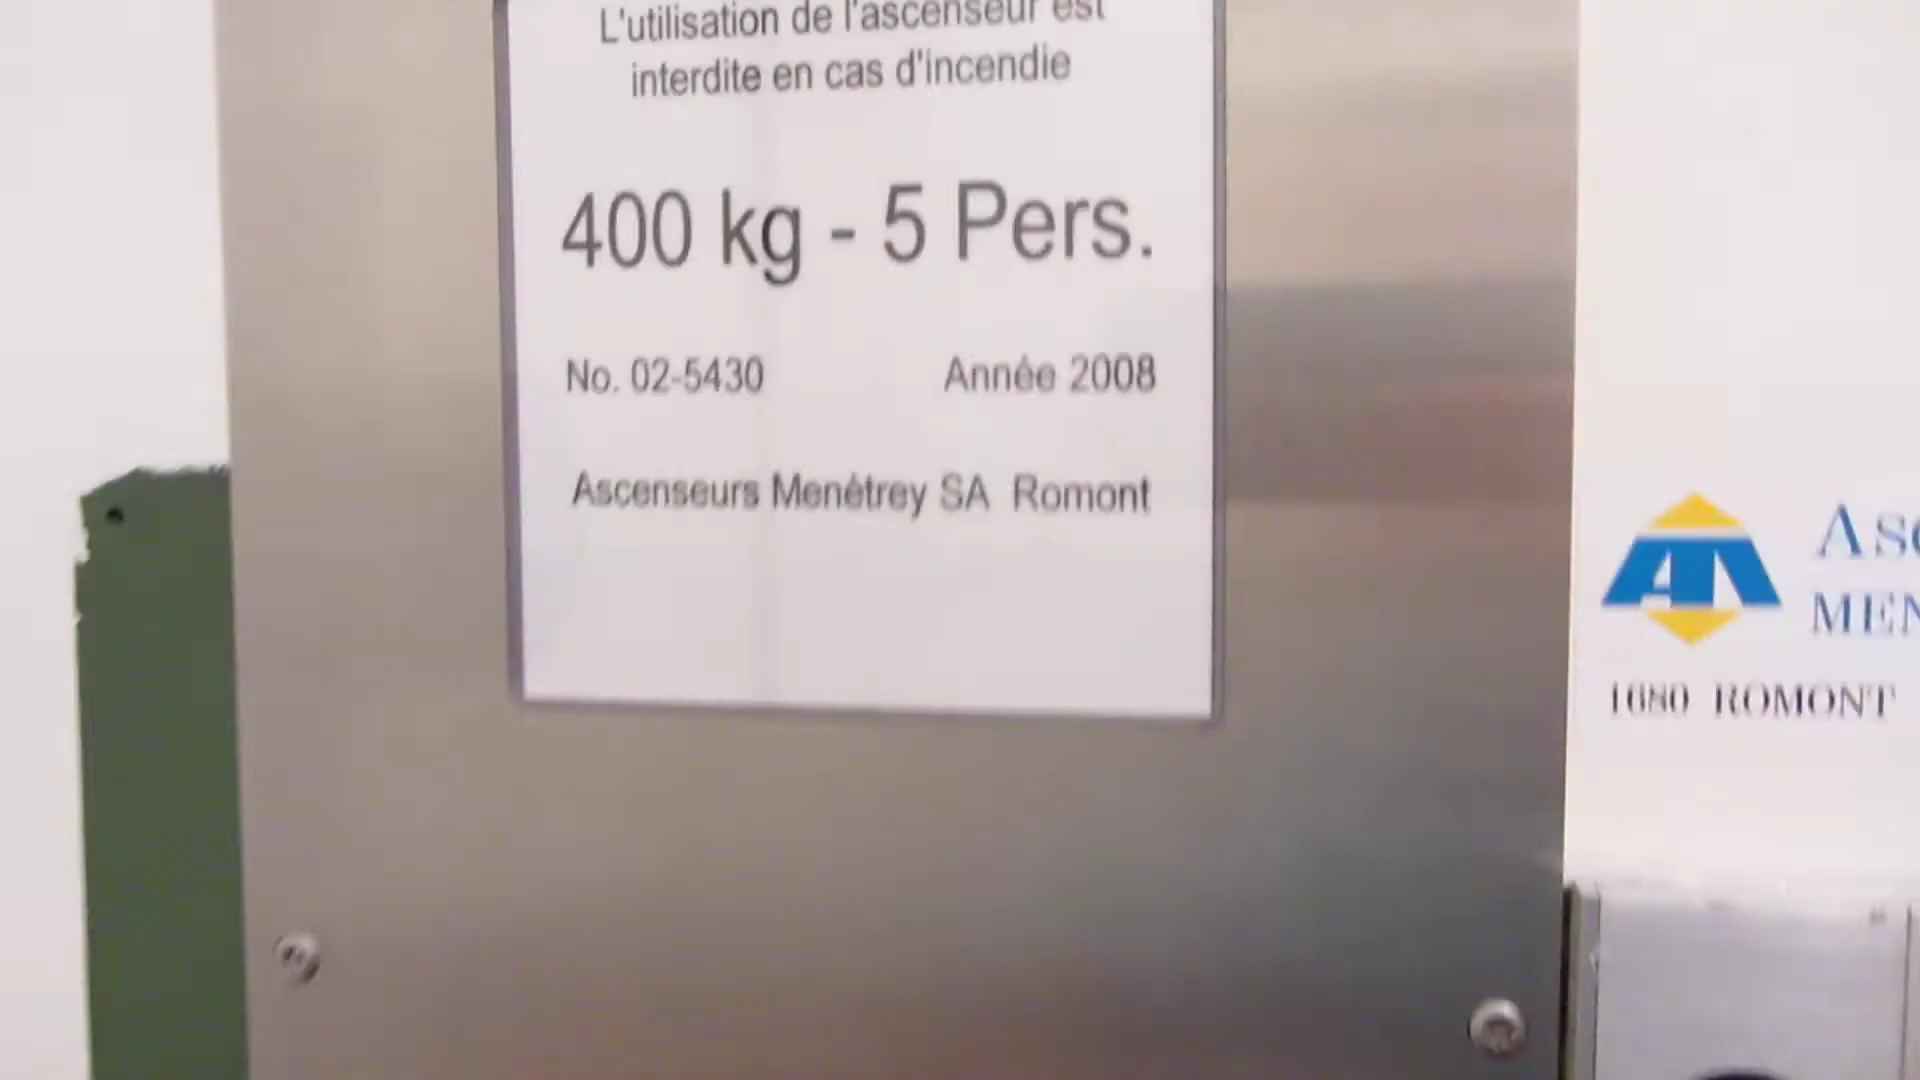 L'utilisation de l'ascenseur est
interdite en cas d'incendie
400 kg - 5 Pers.
No. 02-5430 Année 2008
Ascenseurs Menétrey SA Romont
1680 ROMONT